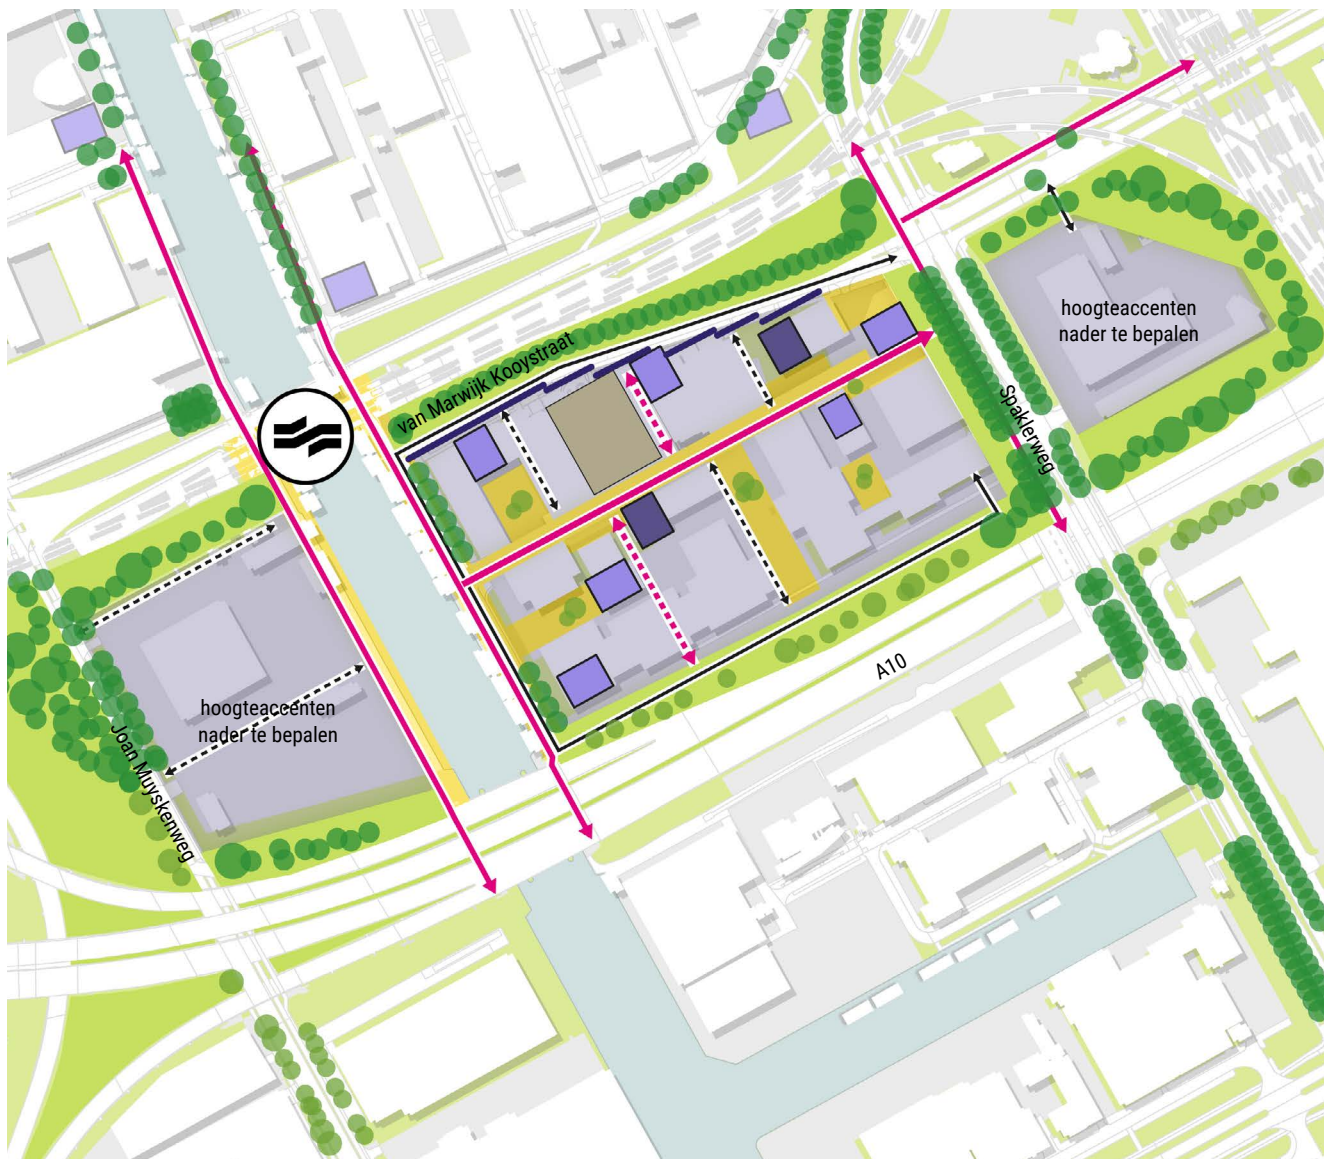 hoogteaccenten
nader te bepalen
van Marwijk Kooystraat
Spaklerweg
A10
hoogteaccenten
nader te bepalen
Joan Muyskenweg